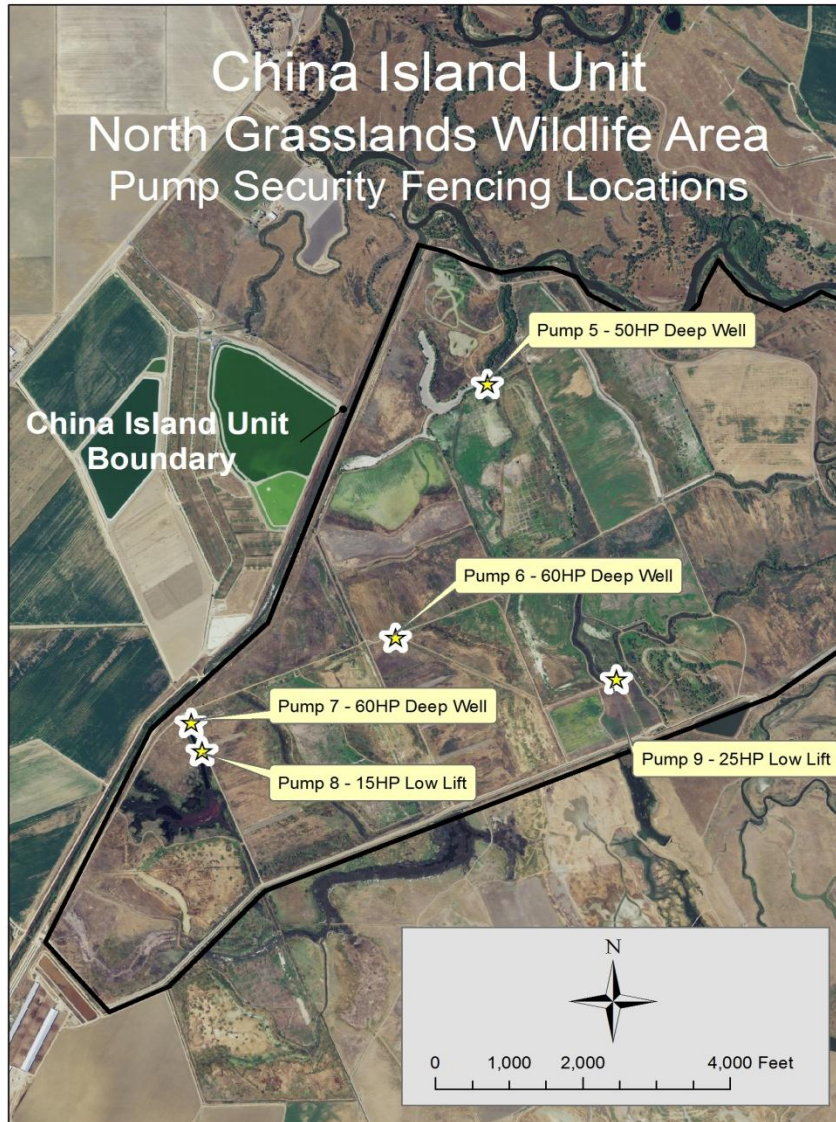 China Island Unit
North Grasslands Wildlife Area
Pump Security Fencing Locations
Pump 5 - 50HP Deep Well
China Island Unit
Boundary
Pump 6 - 60HP Deep Well
Pump 7 - 60HP Deep Well
Pump 8 - 15HP Low Lift
Pump 9 - 25HP Low Lift
N
0 1,000 2,000 4,000 Feet